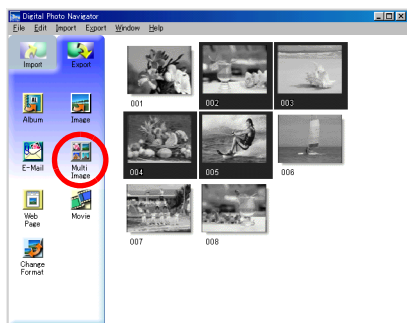 Digital Photo Navigator
File Edit Import Export Window Help
Import Export
Album Image
E-Mail Multi Image
Web Page Movie
Change Format
001 002 003
004 005 006
007 008